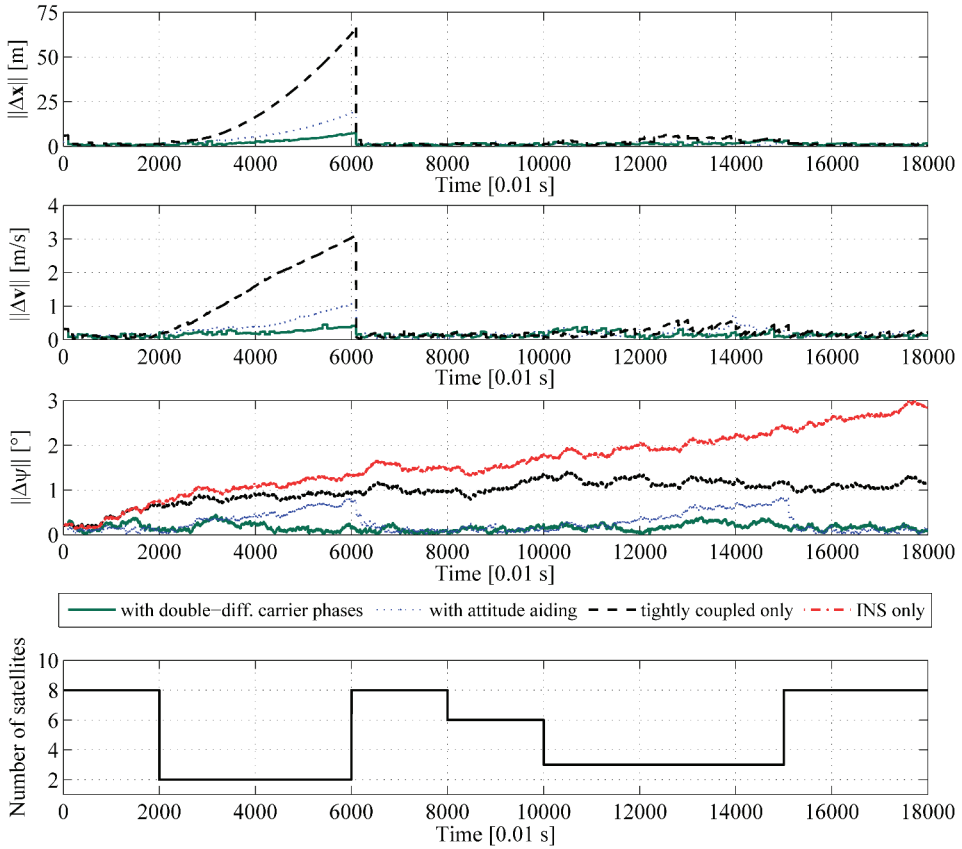 75
50
25
0
||Δx|| [m]
0 2000 4000 6000 8000 10000 12000 14000 16000 18000
Time [0.01 s]
4
3
2
1
0
||Δv|| [m/s]
0 2000 4000 6000 8000 10000 12000 14000 16000 18000
Time [0.01 s]
3
2
1
0
||Δψ|| [°]
0 2000 4000 6000 8000 10000 12000 14000 16000 18000
Time [0.01 s]
with double−diff. carrier phases with attitude aiding tightly coupled only INS only
10
8
6
4
2
Number of satellites
0 2000 4000 6000 8000 10000 12000 14000 16000 18000
Time [0.01 s]